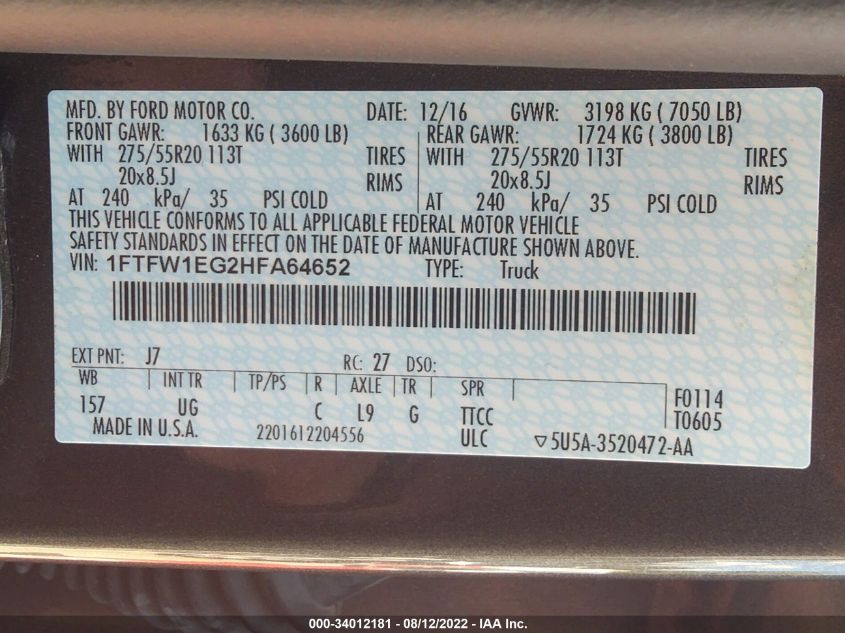 MFD. BY FORD MOTOR CO. DATE: 12/16 GVWR: 3198 KG ( 7050 LB)
FRONT GAWR: 1633 KG ( 3600 LB) REAR GAWR: 1724 KG ( 3800 LB)
WITH 275/55R20 113T TIRES WITH 275/55R20 113T TIRES
20x8.5J RIMS 20x8.5J RIMS
AT 240 kPa/ 35 PSI COLD AT 240 kPa/ 35 PSI COLD
THIS VEHICLE CONFORMS TO ALL APPLICABLE FEDERAL MOTOR VEHICLE
SAFETY STANDARDS IN EFFECT ON THE DATE OF MANUFACTURE SHOWN ABOVE.
VIN: 1FTFW1EG2HFA64652 TYPE: Truck
EXT PNT: J7 RC: 27 DSO:
WB INT TR TP/PS R AXLE TR SPR F0114
157 UG C L9 G TTCC T0605
MADE IN U.S.A. 2201612204556 ULC ▽5U5A-3520472-AA
000-34012181 - 08/12/2022 - IAA Inc.